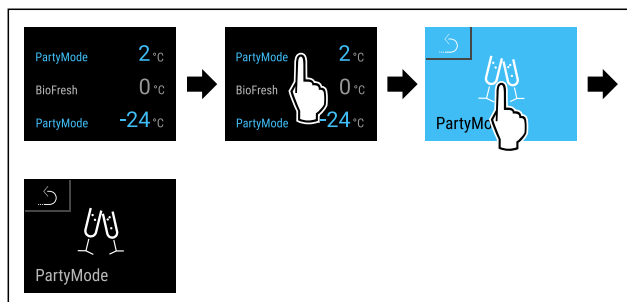 PartyMode 2 °C
BioFresh 0 °C
PartyMode -24 °C
PartyMode 2 °C
BioFresh 0 °C
PartyMode -24 °C
PartyMo
PartyMode